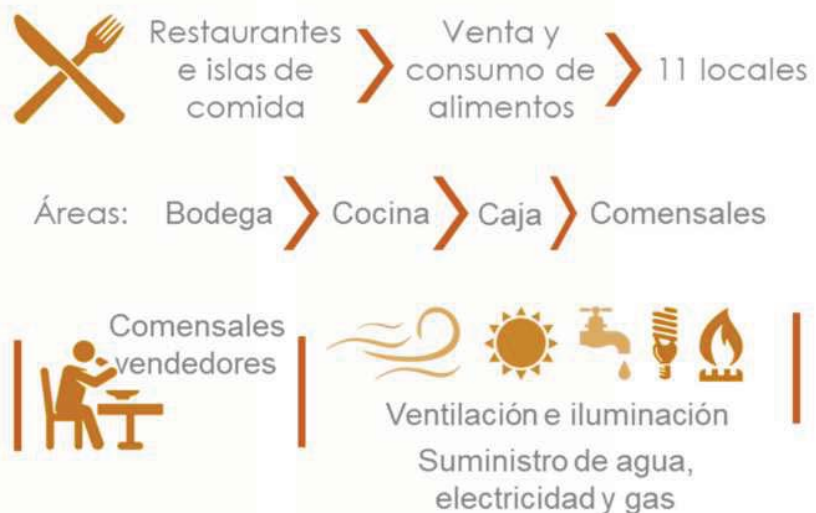 Restaurantes
e islas de
comida
Venta y
consumo de
alimentos
11 locales
Áreas: Bodega Cocina Caja Comensales
Comensales
vendedores
Ventilación e iluminación
Suministro de agua,
electricidad y gas